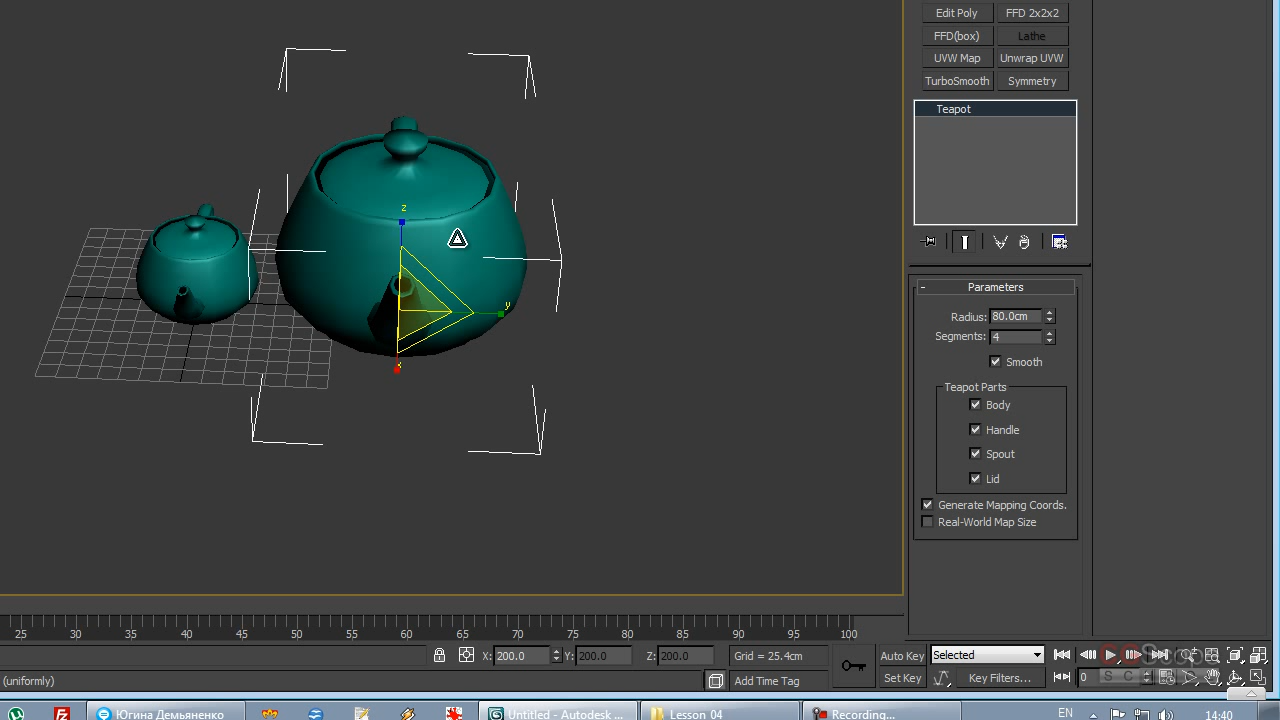 Edit Poly FFD 2x2x2
FFD(box) Lathe
UVW Map Unwrap UVW
TurboSmooth Symmetry
Teapot
- Parameters
Radius: 80.0cm
Segments: 4
Smooth
Teapot Parts
Body
Handle
Spout
Lid
Generate Mapping Coords.
Real-World Map Size
z
y
x
25 30 35 40 45 50 55 60 65 70 75 80 85 90 95 100
X: 200.0 Y: 200.0 Z: 200.0 Grid = 25.4cm Auto Key Selected
(uniformly) Add Time Tag Set Key Key Filters... 0
Югина Демьяненко Untitled - Autodesk ... Lesson_04 Recording... EN 14:40